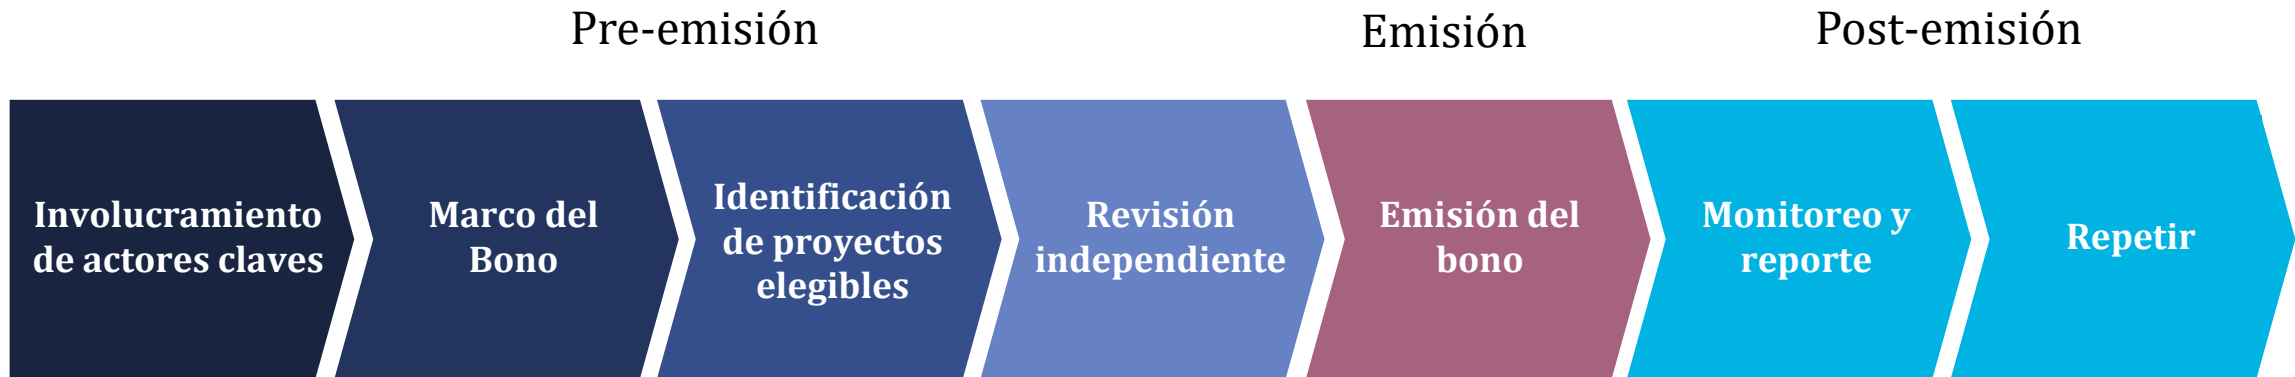 Pre-emisión
Emisión
Post-emisión
Involucramiento
de actores claves
Marco del
Bono
Identificación
de proyectos
elegibles
Revisión
independiente
Emisión del
bono
Monitoreo y
reporte
Repetir